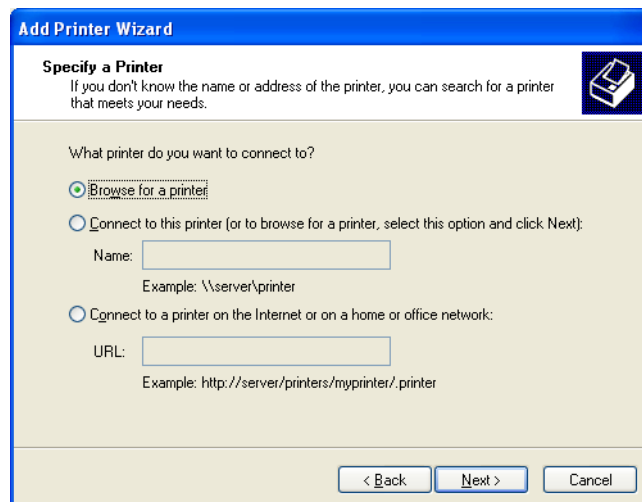 Add Printer Wizard
Specify a Printer
If you don't know the name or address of the printer, you can search for a printer
that meets your needs.
What printer do you want to connect to?
Browse for a printer
Connect to this printer (or to browse for a printer, select this option and click Next):
Name:
Example: \\server\printer
Connect to a printer on the Internet or on a home or office network:
URL:
Example: http://server/printers/myprinter/.printer
< Back Next > Cancel